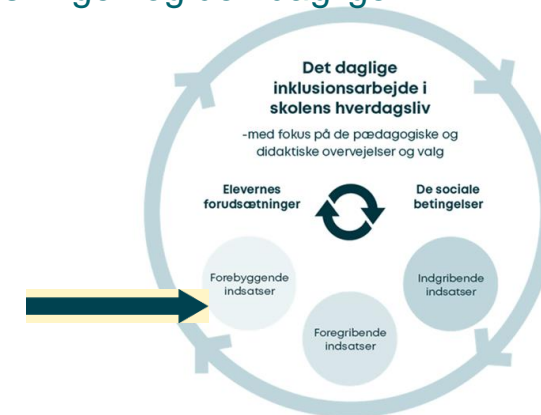 Det daglige
inklusionsarbejde i
skolens hverdagsliv
-med fokus på de pædagogiske og
didaktiske overvejelser og valg
Elevernes
forudsætninger
De sociale
betingelser
Forebyggende
indsatser
Foregribende
indsatser
Indgribende
indsatser